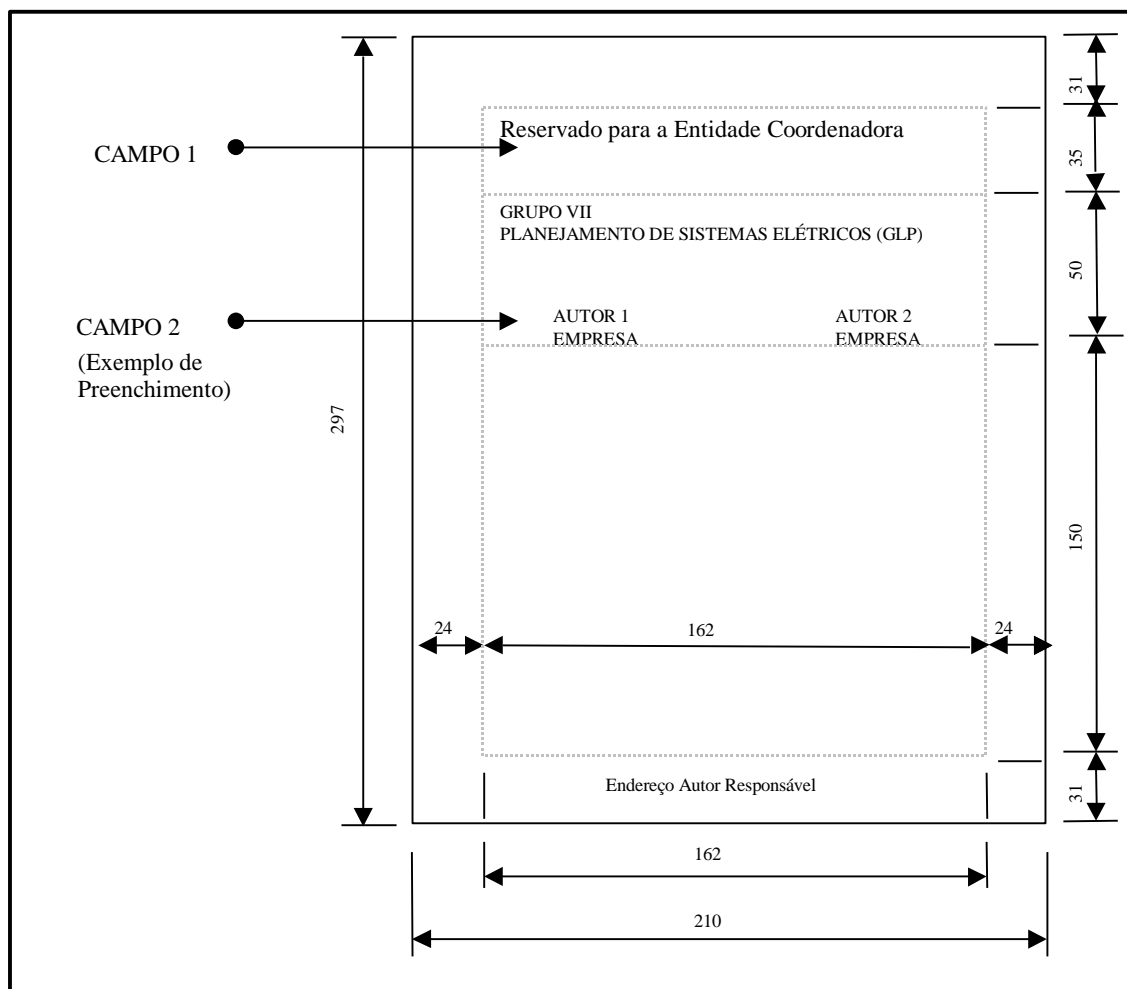 31
Reservado para a Entidade Coordenadora
CAMPO 1
35
GRUPO VII
PLANEJAMENTO DE SISTEMAS ELÉTRICOS (GLP)
50
CAMPO 2
(Exemplo de
Preenchimento)
AUTOR 1
EMPRESA
AUTOR 2
EMPRESA
297
150
24
162
24
Endereço Autor Responsável
31
162
210